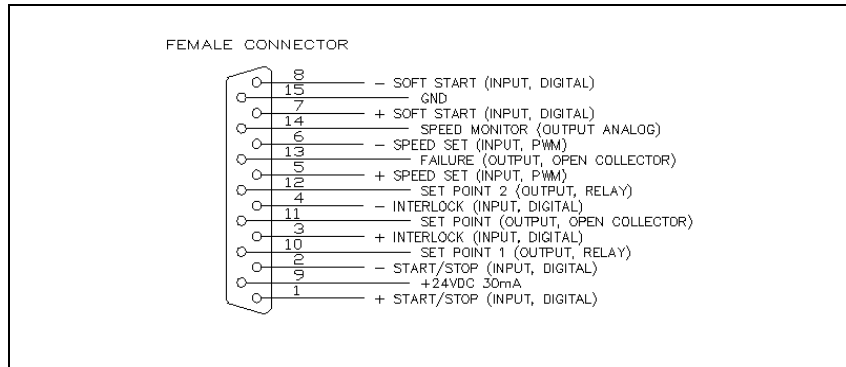 FEMALE CONNECTOR
8 - SOFT START (INPUT, DIGITAL)
15 GND
7 + SOFT START (INPUT, DIGITAL)
14 SPEED MONITOR (OUTPUT ANALOG)
6 - SPEED SET (INPUT, PWM)
13 FAILURE (OUTPUT, OPEN COLLECTOR)
5 + SPEED SET (INPUT, PWM)
12 SET POINT 2 (OUTPUT, RELAY)
4 - INTERLOCK (INPUT, DIGITAL)
11 SET POINT (OUTPUT, OPEN COLLECTOR)
3 + INTERLOCK (INPUT, DIGITAL)
10 SET POINT 1 (OUTPUT, RELAY)
2 - START/STOP (INPUT, DIGITAL)
9 +24VDC 30mA
1 + START/STOP (INPUT, DIGITAL)